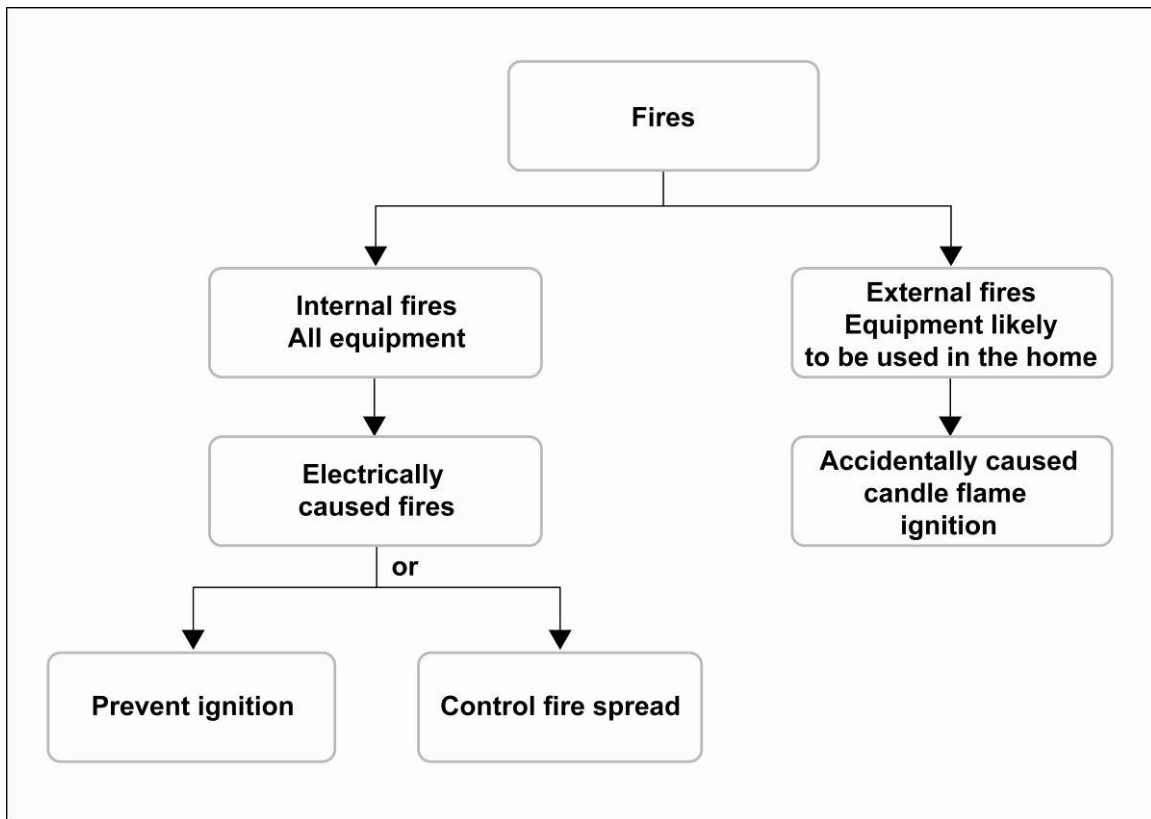 Fires
Internal fires
All equipment
External fires
Equipment likely
to be used in the home
Electrically
caused fires
Accidentally caused
candle flame
ignition
or
Prevent ignition
Control fire spread